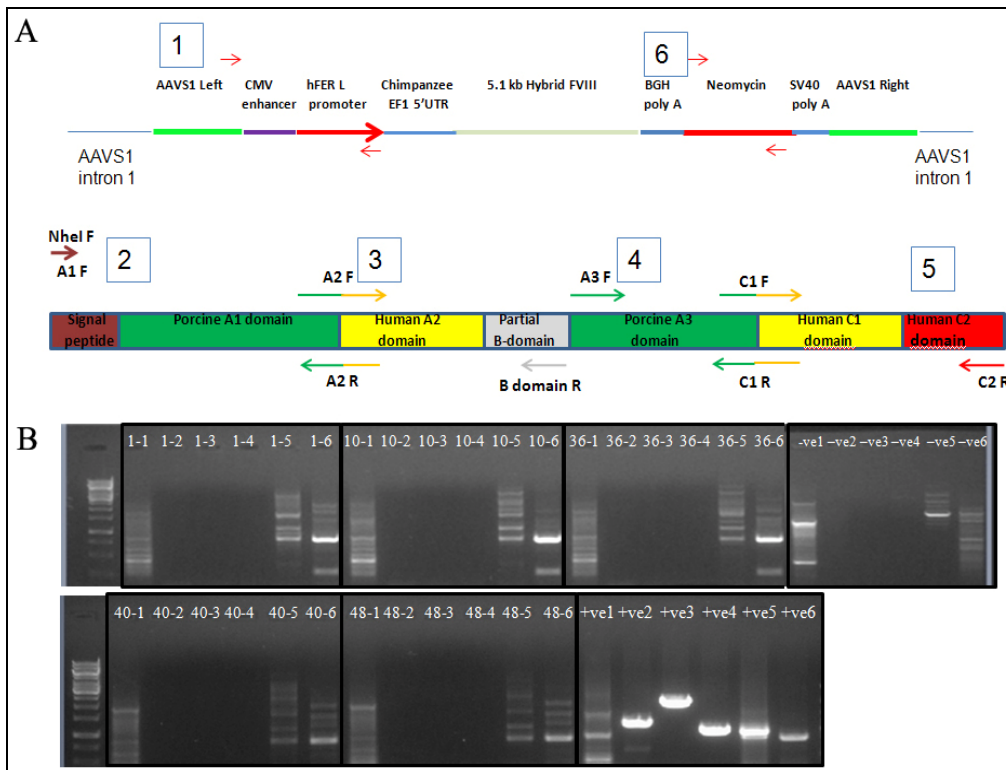 A
1
6
AAVS1 Left
CMV enhancer
hFER L promoter
Chimpanzee EF1 5'UTR
5.1 kb Hybrid FVIII
BGH poly A
Neomycin
SV40 poly A
AAVS1 Right
AAVS1 intron 1
AAVS1 intron 1
NheI F
A1 F
2
A2 F
3
A3 F
4
C1 F
5
Signal peptide
Porcine A1 domain
Human A2 domain
Partial B-domain
Porcine A3 domain
Human C1 domain
Human C2 domain
A2 R
B domain R
C1 R
C2 R
B
1-1 1-2 1-3 1-4 1-5 1-6
10-1 10-2 10-3 10-4 10-5 10-6
36-1 36-2 36-3 36-4 36-5 36-6
-ve1 –ve2 –ve3 –ve4 –ve5 –ve6
40-1 40-2 40-3 40-4 40-5 40-6
48-1 48-2 48-3 48-4 48-5 48-6
+ve1 +ve2 +ve3 +ve4 +ve5 +ve6